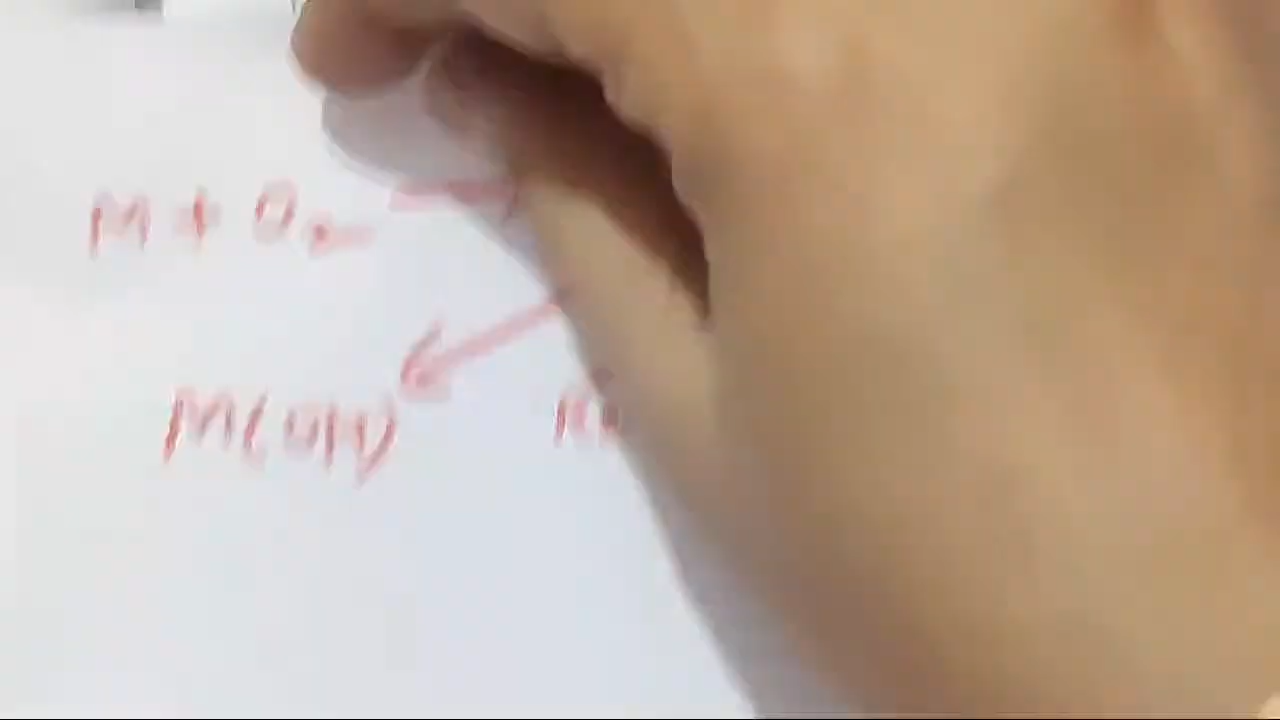 M + O₂ →
M(OH)